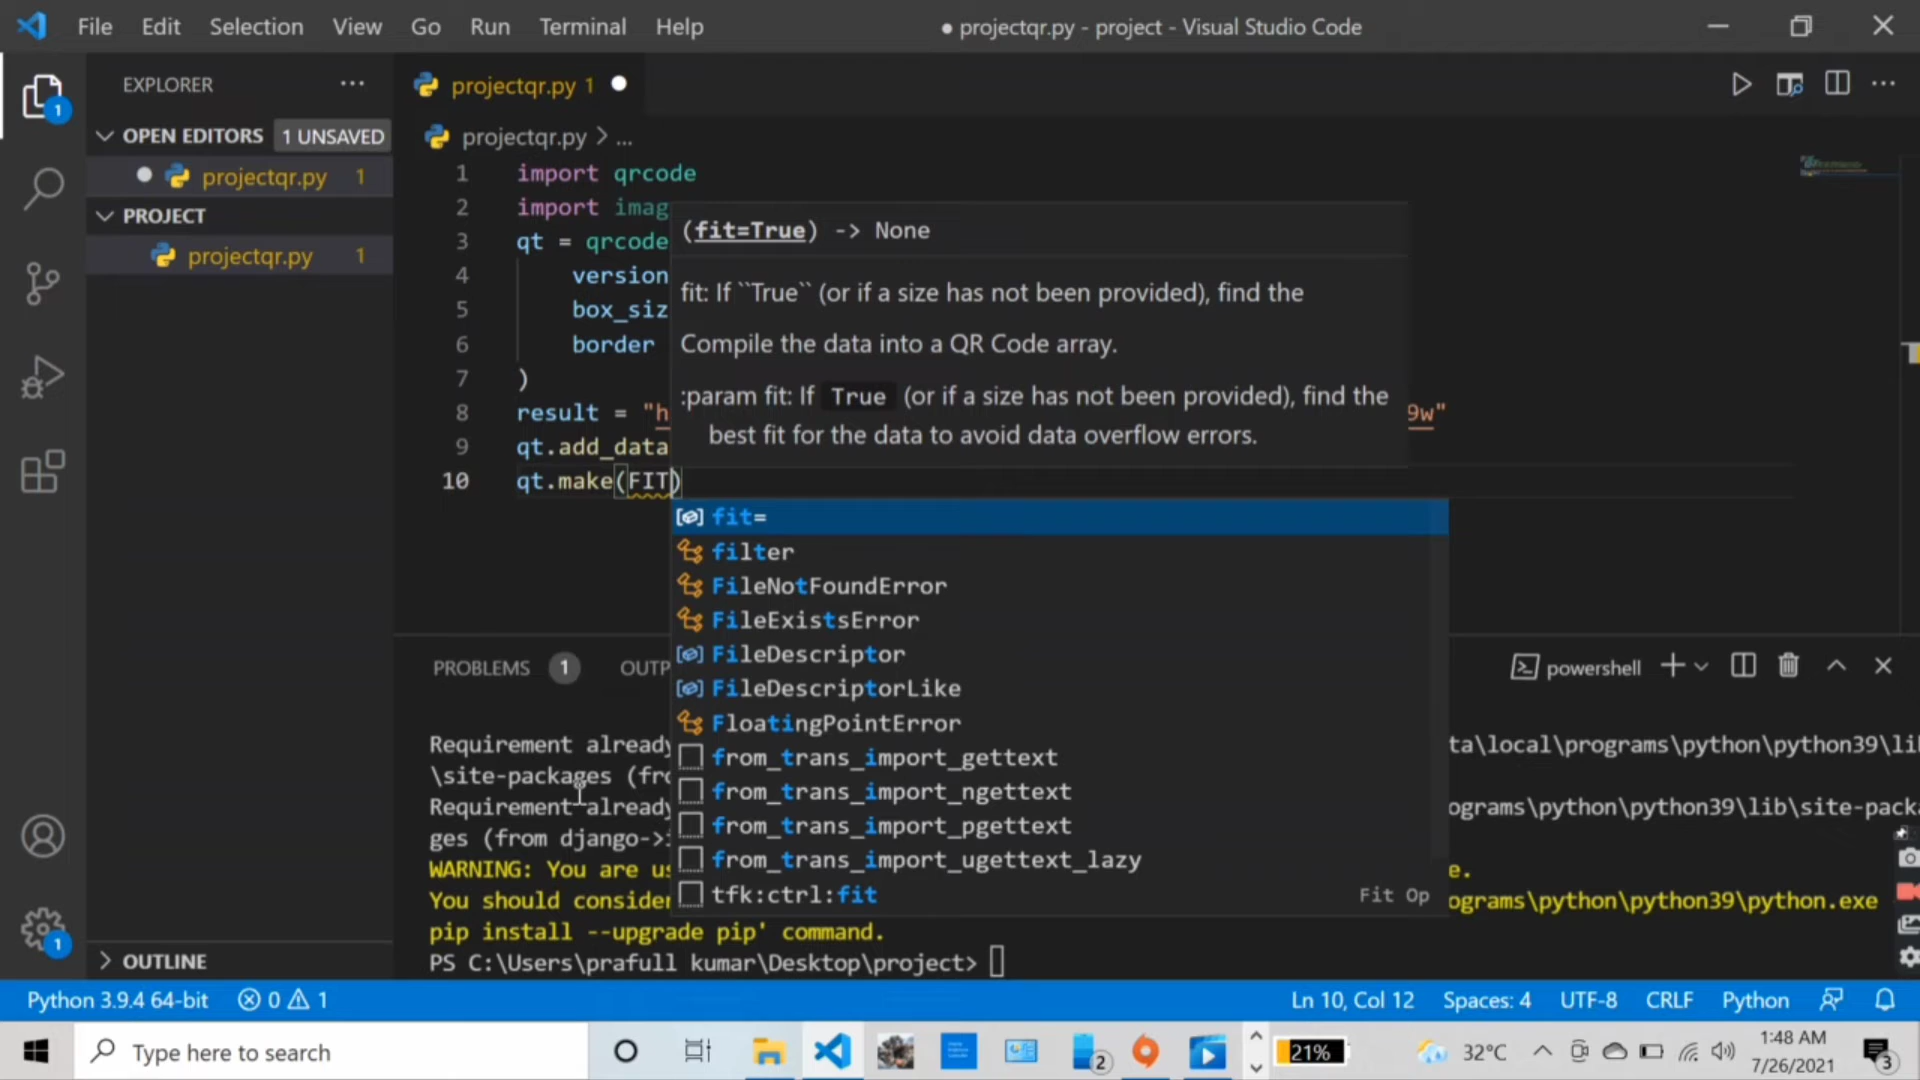 File Edit Selection View Go Run Terminal Help
● projectqr.py - project - Visual Studio Code
EXPLORER
projectqr.py 1
OPEN EDITORS 1 UNSAVED
projectqr.py 1
PROJECT
projectqr.py 1
OUTLINE
projectqr.py > ...
1 import qrcode
2 import imag
3 qt = qrcode
4 version
5 box_siz
6 border
7 )
8 result = "h 9w"
9 qt.add_data
10 qt.make(FIT)
(fit=True) -> None
fit: If ``True`` (or if a size has not been provided), find the
Compile the data into a QR Code array.
:param fit: If True (or if a size has not been provided), find the
best fit for the data to avoid data overflow errors.
fit=
filter
FileNotFoundError
FileExistsError
FileDescriptor
FileDescriptorLike
FloatingPointError
from_trans_import_gettext
from_trans_import_ngettext
from_trans_import_pgettext
from_trans_import_ugettext_lazy
tfk:ctrl:fit Fit Op
PROBLEMS 1 OUTP powershell
Requirement already ta\local\programs\python\python39\li
\site-packages (fro
Requirement already ograms\python\python39\lib\site-pack
ges (from django->i
WARNING: You are us e.
You should consider ograms\python\python39\python.exe
pip install --upgrade pip' command.
PS C:\Users\prafull kumar\Desktop\project>
Python 3.9.4 64-bit 0 1 Ln 10, Col 12 Spaces: 4 UTF-8 CRLF Python
Type here to search 2 21% 32°C 1:48 AM
7/26/2021 3